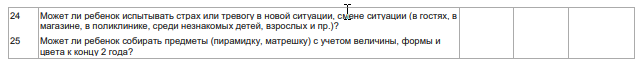 24 Может ли ребенок испытывать страх или тревогу в новой ситуации, смене ситуации (в гостях, в
магазине, в поликлинике, среди незнакомых детей, взрослых и пр.)?
25 Может ли ребенок собирать предметы (пирамидку, матрешку) с учетом величины, формы и
цвета к концу 2 года?